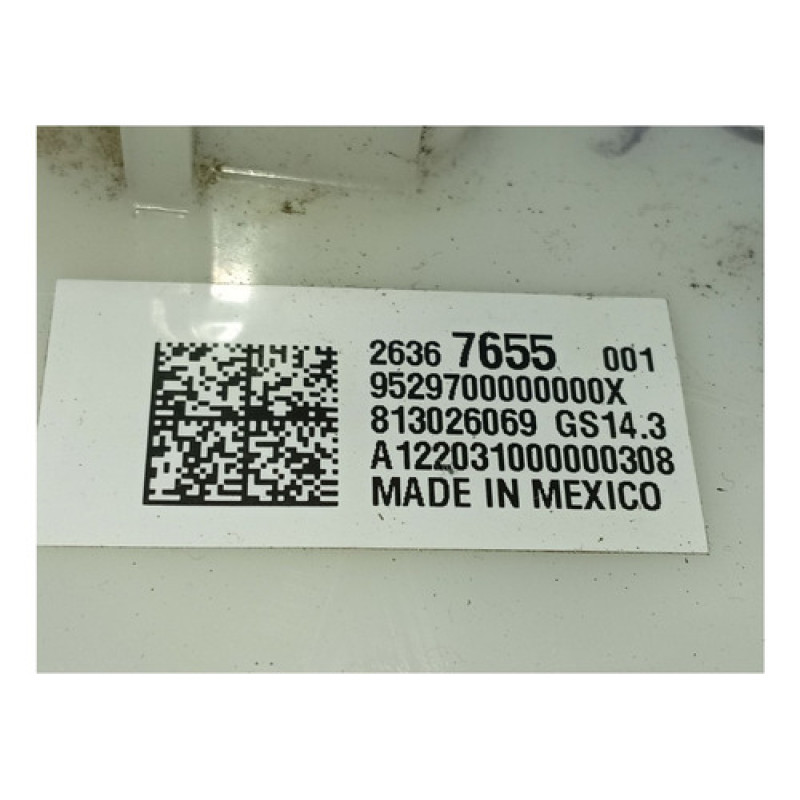 2636 7655 001
9529700000000X
813026069 GS14.3
A122031000000308
MADE IN MEXICO